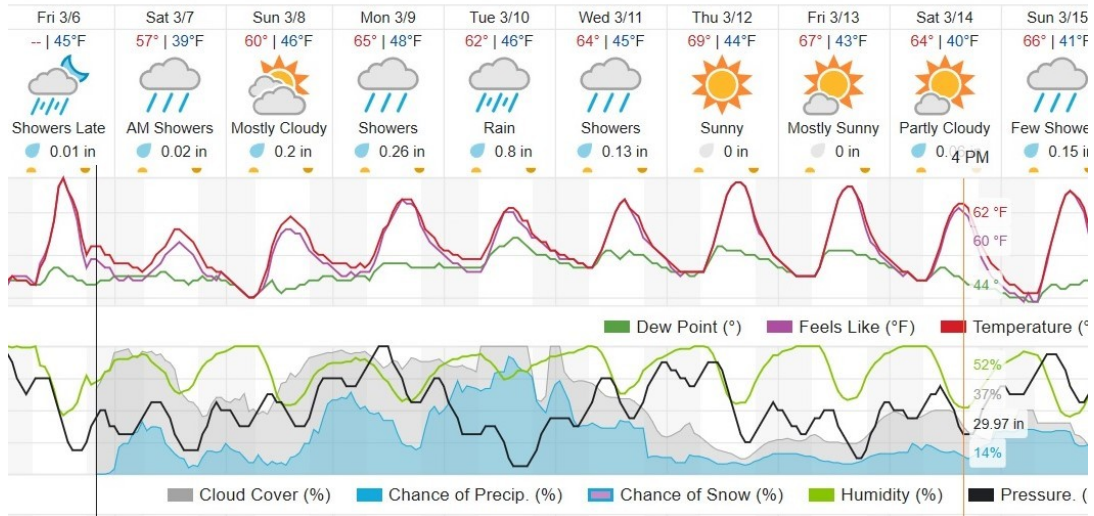 Fri 3/6 Sat 3/7 Sun 3/8 Mon 3/9 Tue 3/10 Wed 3/11 Thu 3/12 Fri 3/13 Sat 3/14 Sun 3/15
-- | 45°F 57° | 39°F 60° | 46°F 65° | 48°F 62° | 46°F 64° | 45°F 69° | 44°F 67° | 43°F 64° | 40°F 66° | 41°F
Showers Late AM Showers Mostly Cloudy Showers Rain Showers Sunny Mostly Sunny Partly Cloudy Few Showe
0.01 in 0.02 in 0.2 in 0.26 in 0.8 in 0.13 in 0 in 0 in 0.15 i
4 PM
62 °F
60 °F
44 °
Dew Point (°) Feels Like (°F) Temperature (°
52%
37%
29.97 in
14%
Cloud Cover (%) Chance of Precip. (%) Chance of Snow (%) Humidity (%) Pressure. (